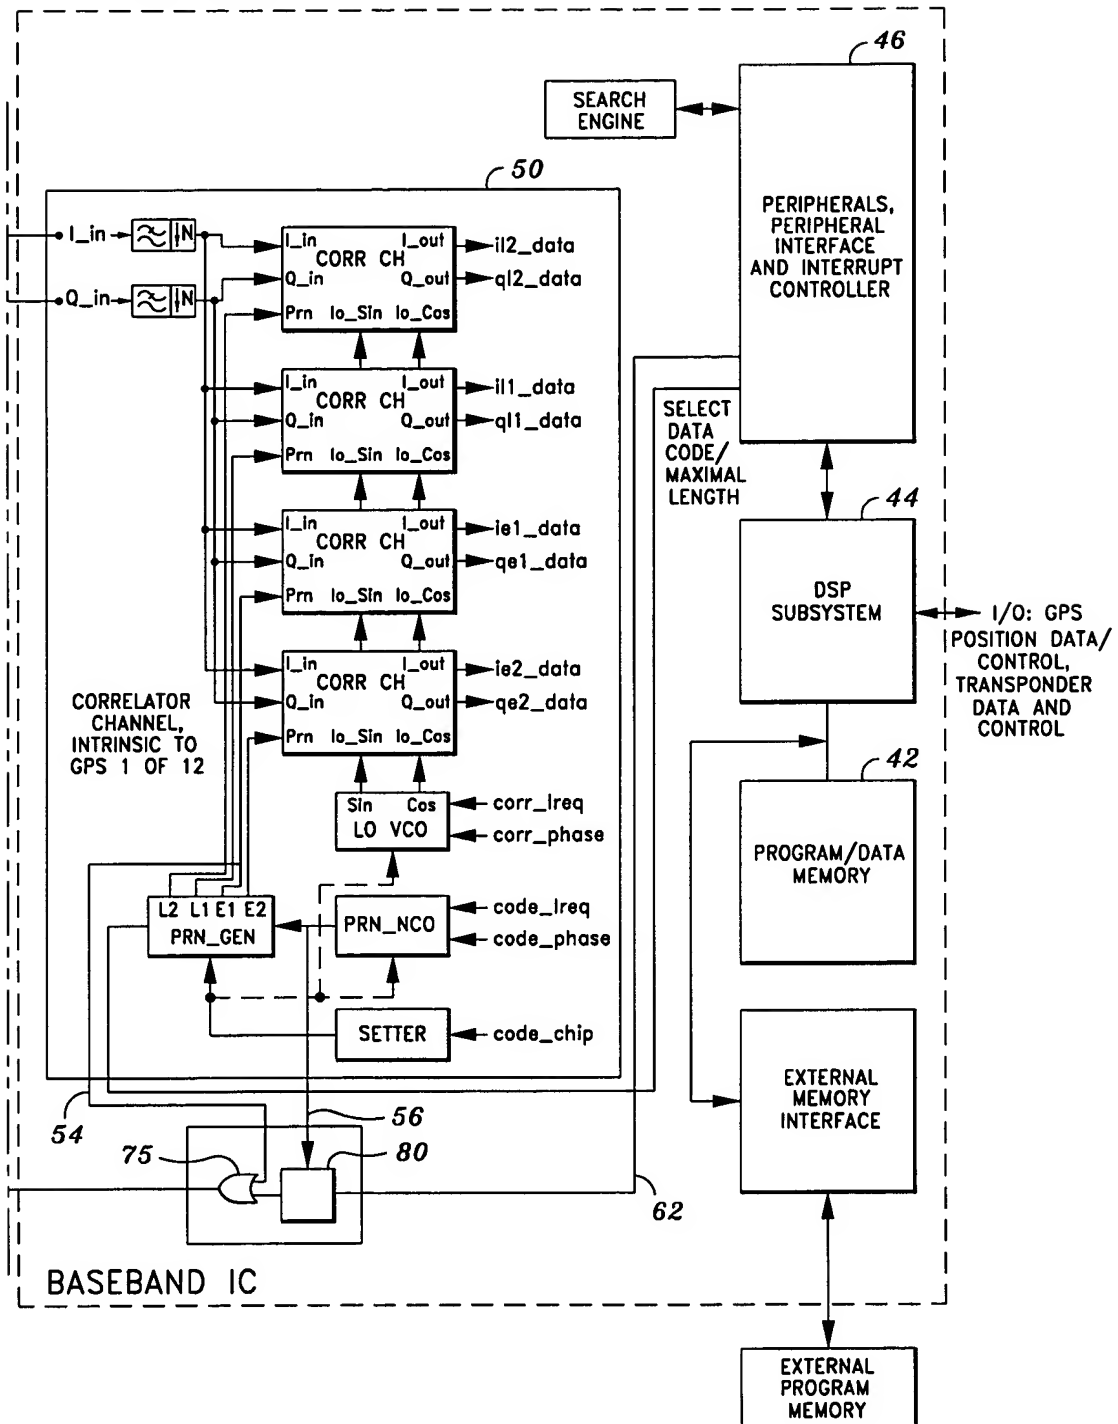 46
SEARCH
ENGINE
50
PERIPHERALS,
PERIPHERAL
INTERFACE
AND INTERRUPT
CONTROLLER
I_in
N
Q_in
N
I_in I_out
CORR CH
Q_in Q_out
Prn lo_Sin lo_Cos
il2_data
ql2_data
I_in I_out
CORR CH
Q_in Q_out
Prn lo_Sin lo_Cos
il1_data
ql1_data
SELECT
DATA
CODE/
MAXIMAL
LENGTH
44
I_in I_out
CORR CH
Q_in Q_out
Prn lo_Sin lo_Cos
ie1_data
qe1_data
DSP
SUBSYSTEM
I/O: GPS
POSITION DATA/
CONTROL,
TRANSPONDER
DATA AND
CONTROL
I_in I_out
CORR CH
Q_in Q_out
Prn lo_Sin lo_Cos
ie2_data
qe2_data
CORRELATOR
CHANNEL,
INTRINSIC TO
GPS 1 OF 12
42
Sin Cos
LO VCO
corr_freq
corr_phase
PROGRAM/DATA
MEMORY
L2 L1 E1 E2
PRN_GEN
PRN_NCO
code_freq
code_phase
SETTER
code_chip
EXTERNAL
MEMORY
INTERFACE
54
56
75
80
62
BASEBAND IC
EXTERNAL
PROGRAM
MEMORY